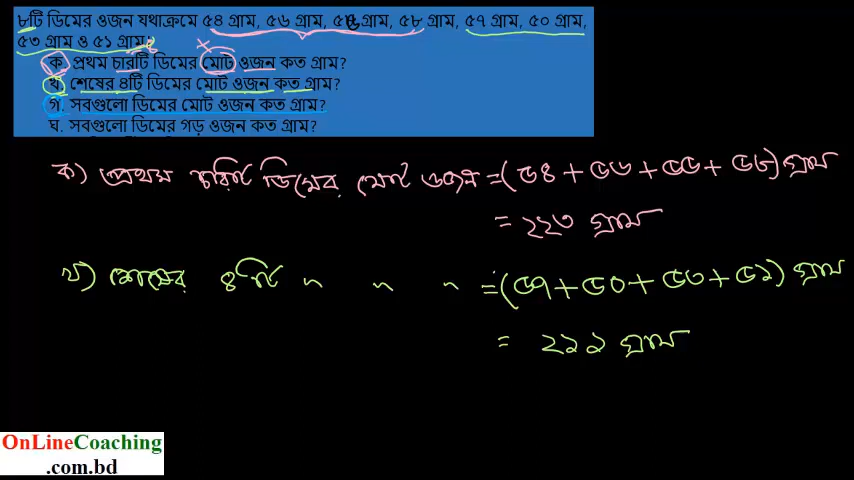 ৮টি ডিমের ওজন যথাক্রমে ৫৪ গ্রাম, ৫৬ গ্রাম, ৫৫ গ্রাম, ৫৮ গ্রাম, ৫৭ গ্রাম, ৫০ গ্রাম,
৫৩ গ্রাম ও ৫১ গ্রাম।
ক. প্রথম চারটি ডিমের মোট ওজন কত গ্রাম?
খ. শেষের ৪টি ডিমের মোট ওজন কত গ্রাম?
গ. সবগুলো ডিমের মোট ওজন কত গ্রাম?
ঘ. সবগুলো ডিমের গড় ওজন কত গ্রাম?
ক) প্রথম চারটি ডিমের মোট ওজন = (৫৪ + ৫৬ + ৫৫ + ৫৮) গ্রাম
= ২২৩ গ্রাম
খ) শেষের ৪টি " " " = (৫৭ + ৫০ + ৫৩ + ৫১) গ্রাম
= ২১১ গ্রাম
OnLineCoaching
.com.bd